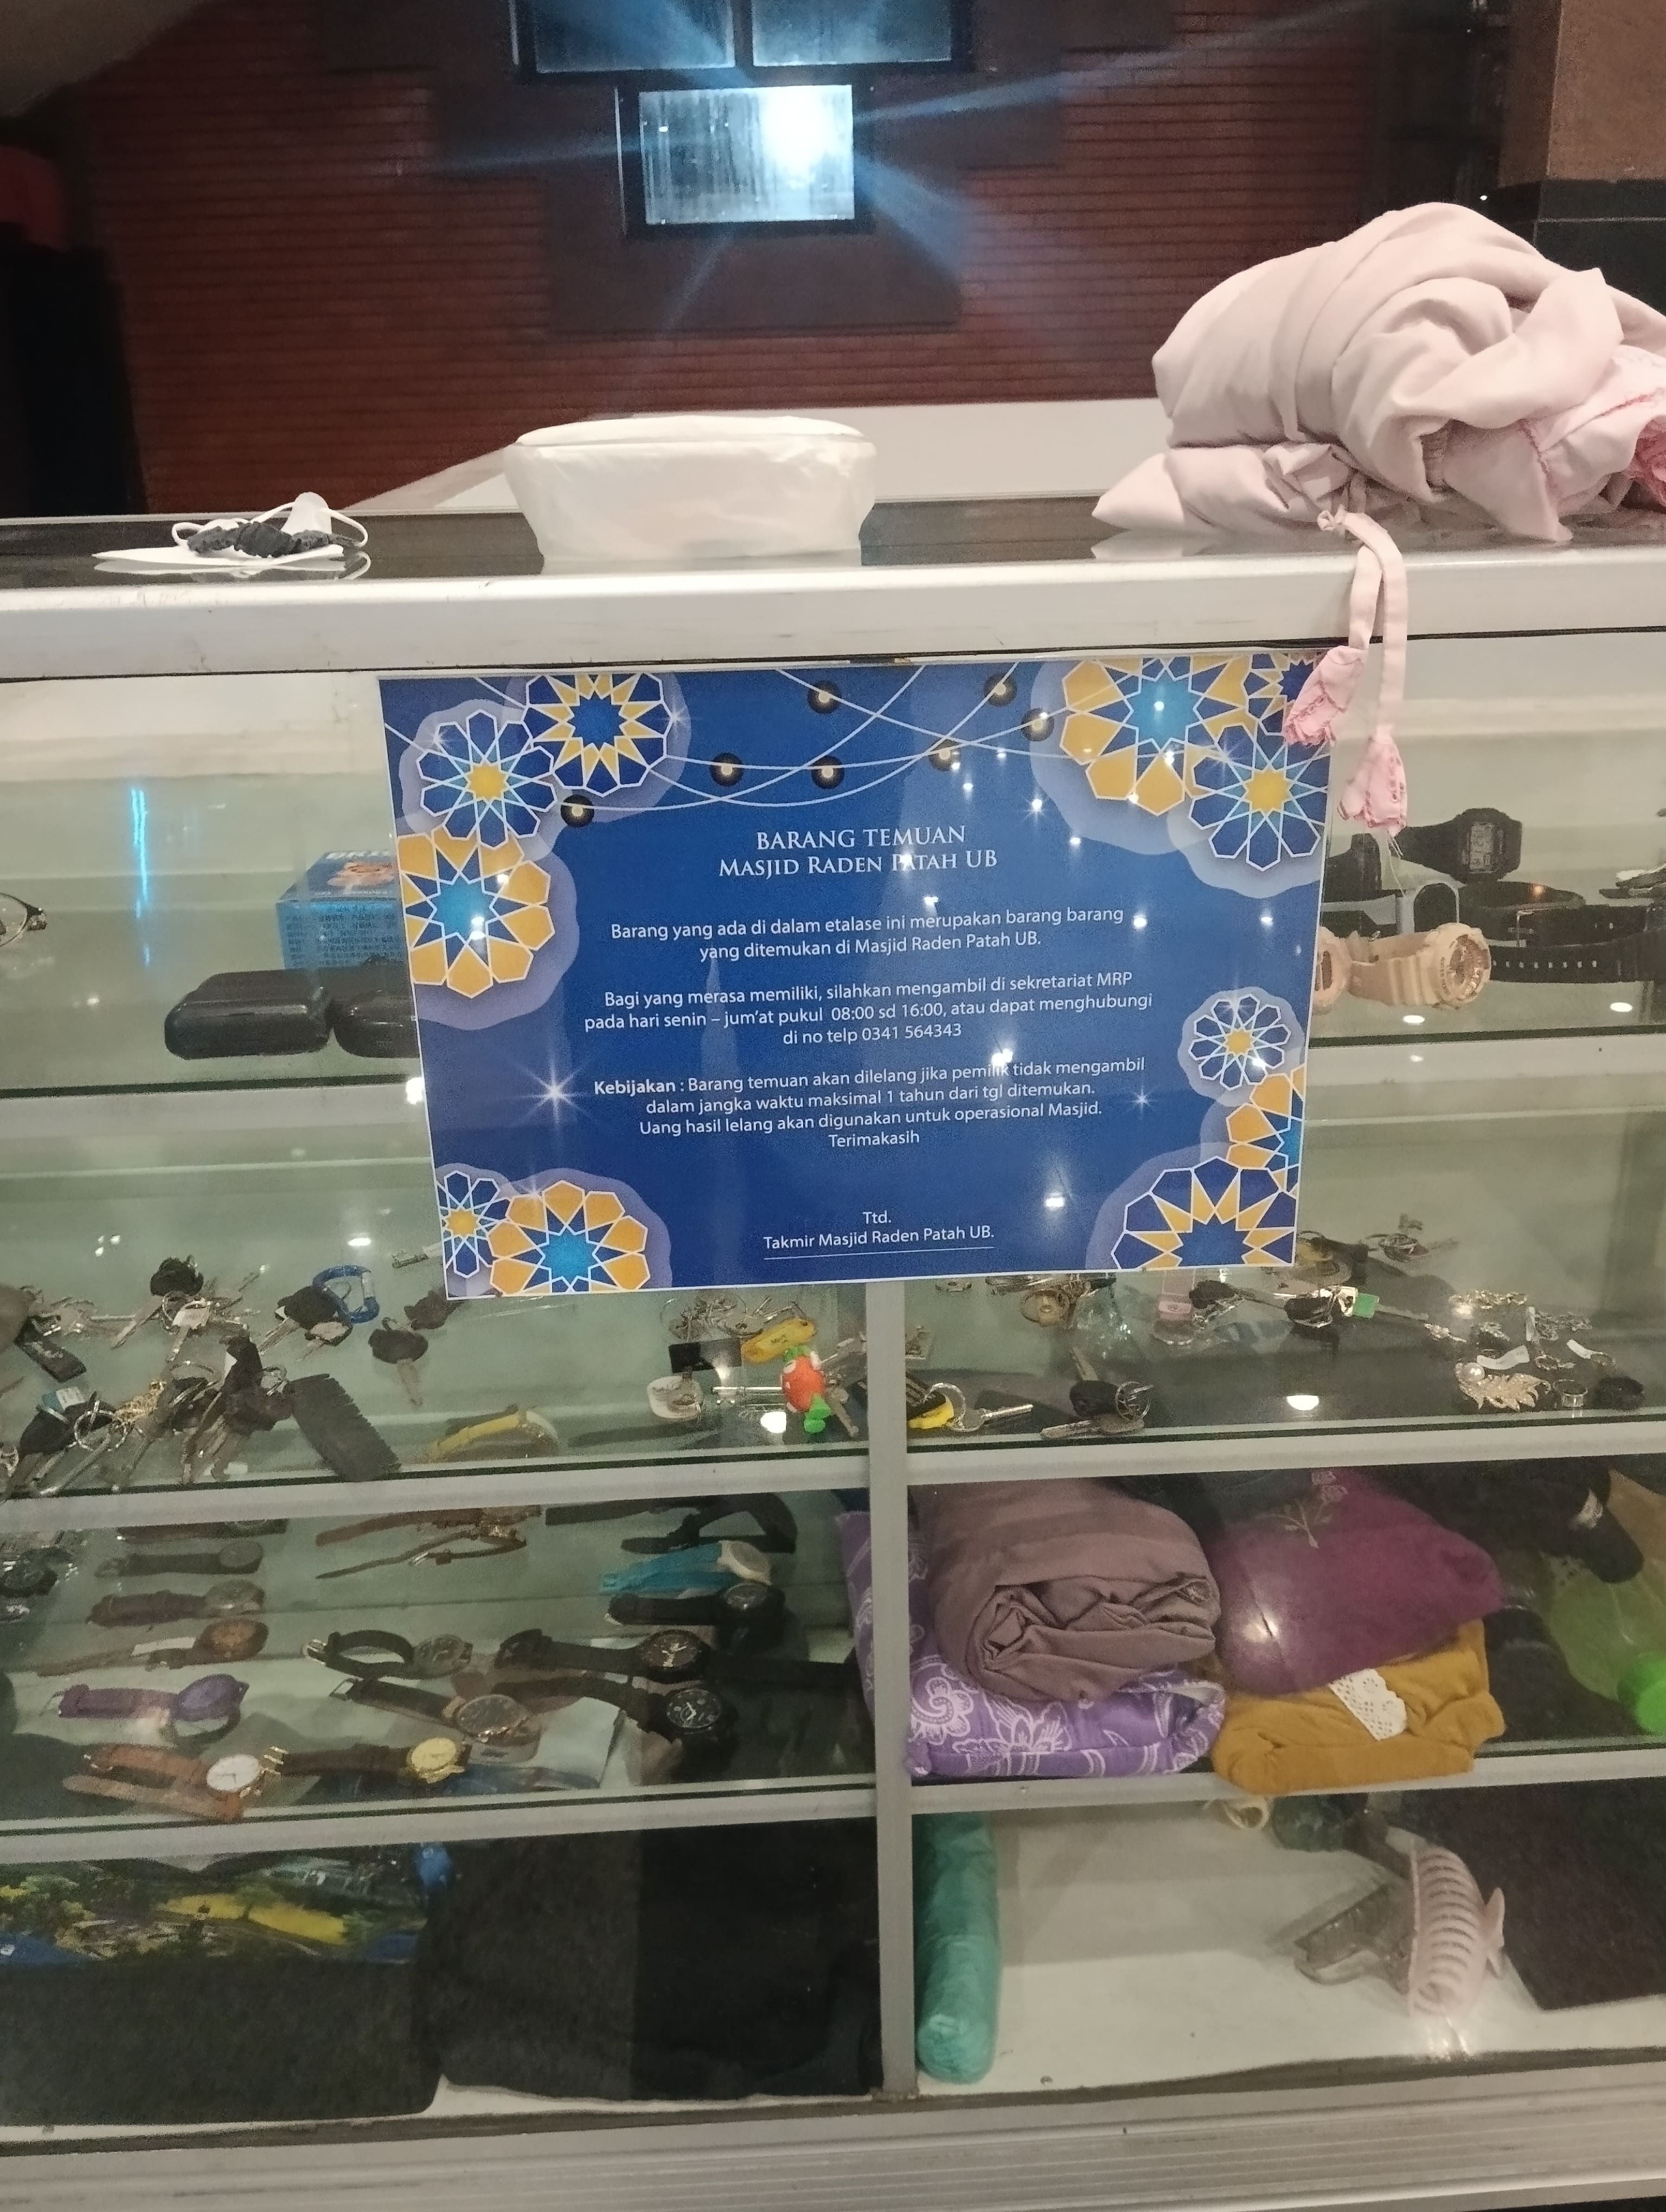 BARANG TEMUAN
MASJID RADEN PATAH UB
Barang yang ada di dalam etalase ini merupakan barang barang
yang ditemukan di Masjid Raden Patah UB.
Bagi yang merasa memiliki, silahkan mengambil di sekretariat MRP
pada hari senin – jum'at pukul 08:00 sd 16:00, atau dapat menghubungi
di no telp 0341 564343
Kebijakan : Barang temuan akan dilelang jika pemilik tidak mengambil
dalam jangka waktu maksimal 1 tahun dari tgl ditemukan.
Uang hasil lelang akan digunakan untuk operasional Masjid.
Terimakasih
Ttd.
Takmir Masjid Raden Patah UB.